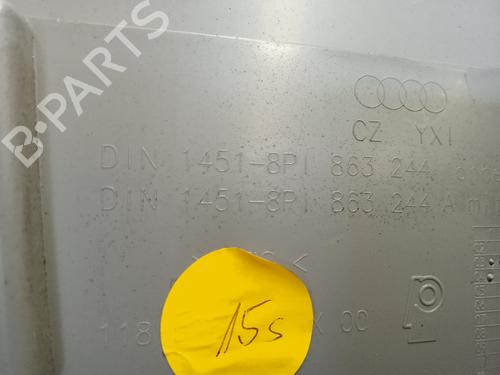 B-PARTS
CZ YXI
DIN 1451-8P1 863 244
DIN 1451-8P1 863 244 A
<
118 00
15s